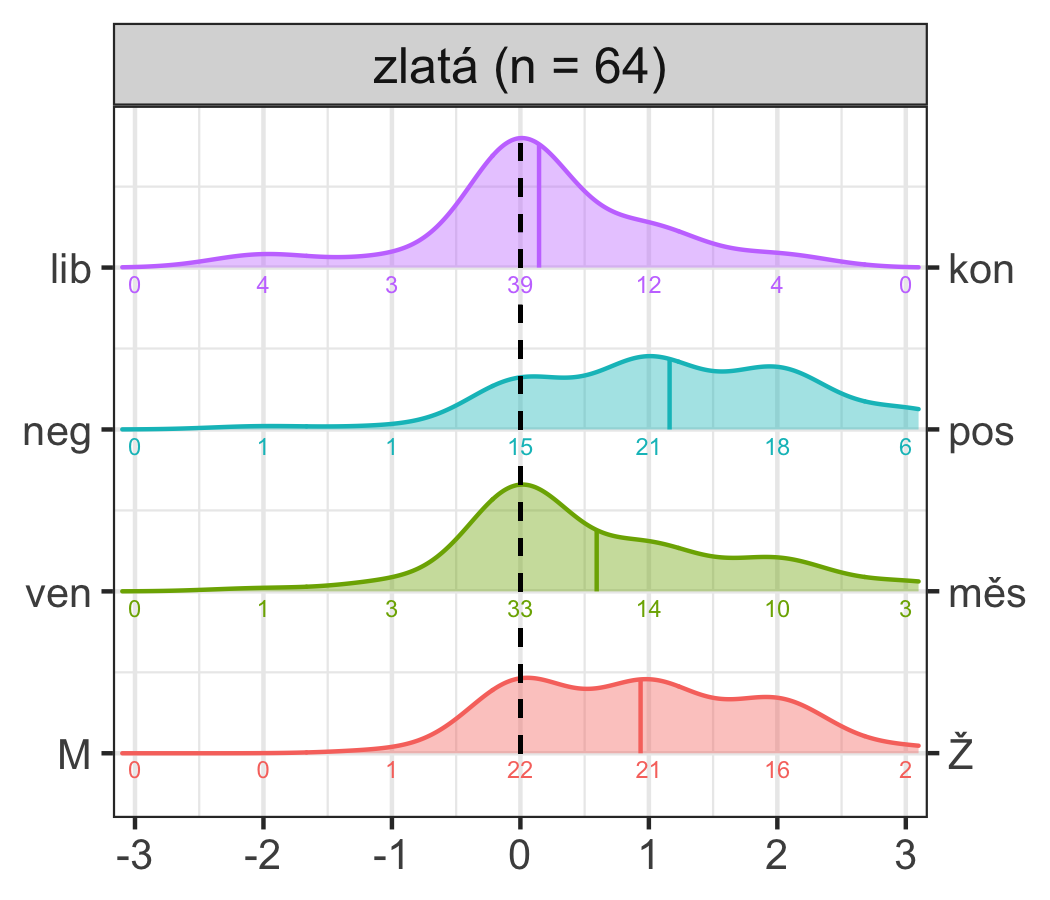 zlatá (n = 64)
lib kon
0 4 3 39 12 4 0
neg pos
0 1 1 15 21 18 6
ven měs
0 1 3 33 14 10 3
M Ž
0 0 1 22 21 16 2
-3 -2 -1 0 1 2 3